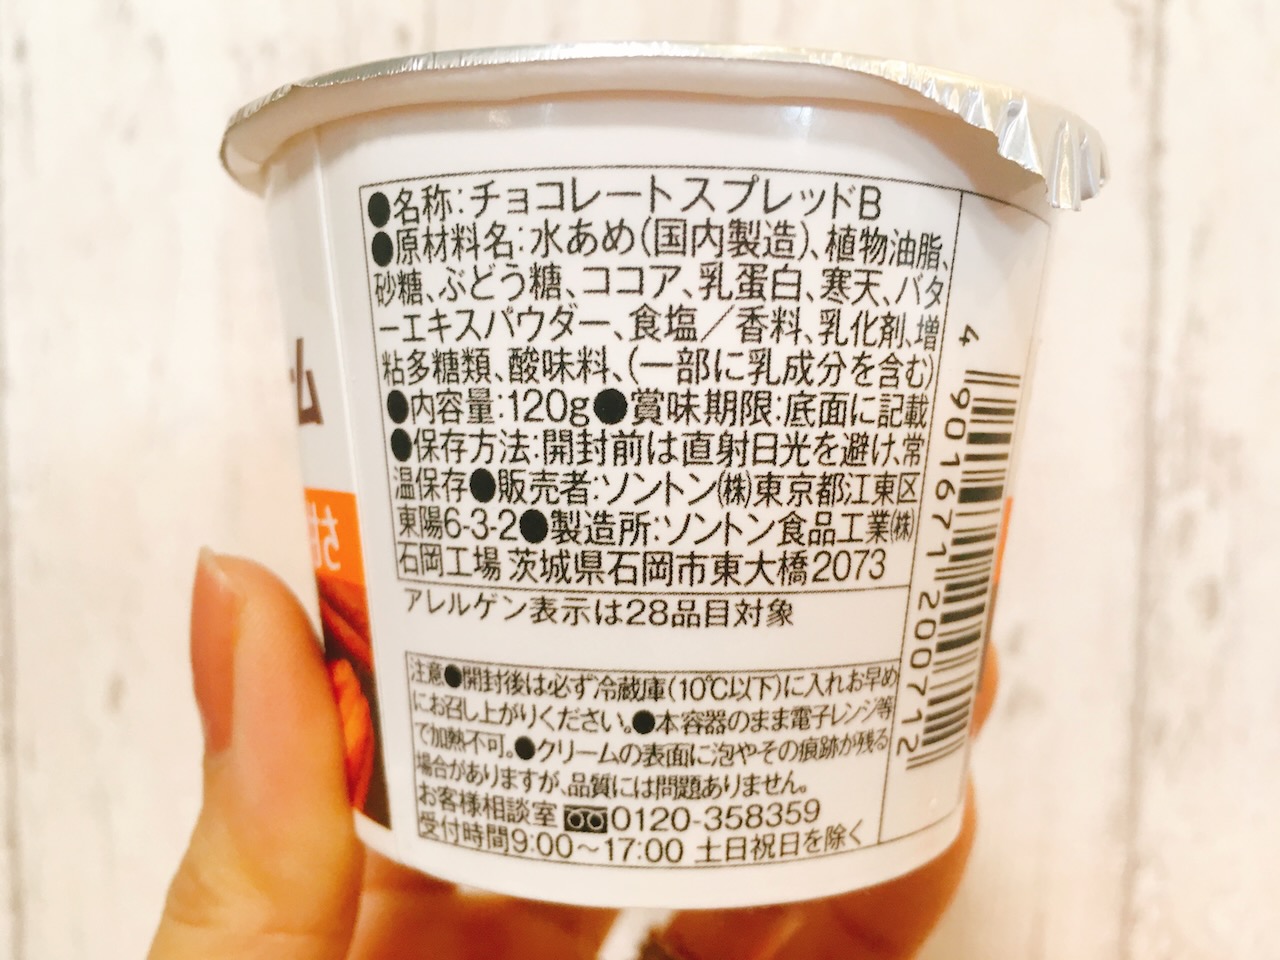 ●名称:チョコレートスプレッドB
●原材料名:水あめ(国内製造)、植物油脂、
砂糖、ぶどう糖、ココア、乳蛋白、寒天、バタ
ーエキスパウダー、食塩/香料、乳化剤、増
粘多糖類、酸味料、(一部に乳成分を含む)
●内容量:120g●賞味期限:底面に記載
●保存方法:開封前は直射日光を避け、常
温保存●販売者:ソントン㈱東京都江東区
東陽6-3-2●製造所:ソントン食品工業㈱
石岡工場 茨城県石岡市東大橋2073
アレルゲン表示は28品目対象
注意●開封後は必ず冷蔵庫(10℃以下)に入れお早め
にお召し上がりください。●本容器のまま電子レンジ等
で加熱不可。●クリームの表面に泡やその痕跡が残る
場合がありますが、品質には問題ありません。
お客様相談室 0120-358359
受付時間9:00~17:00 土日祝日を除く
4 901671 200712
ーム
甘さ